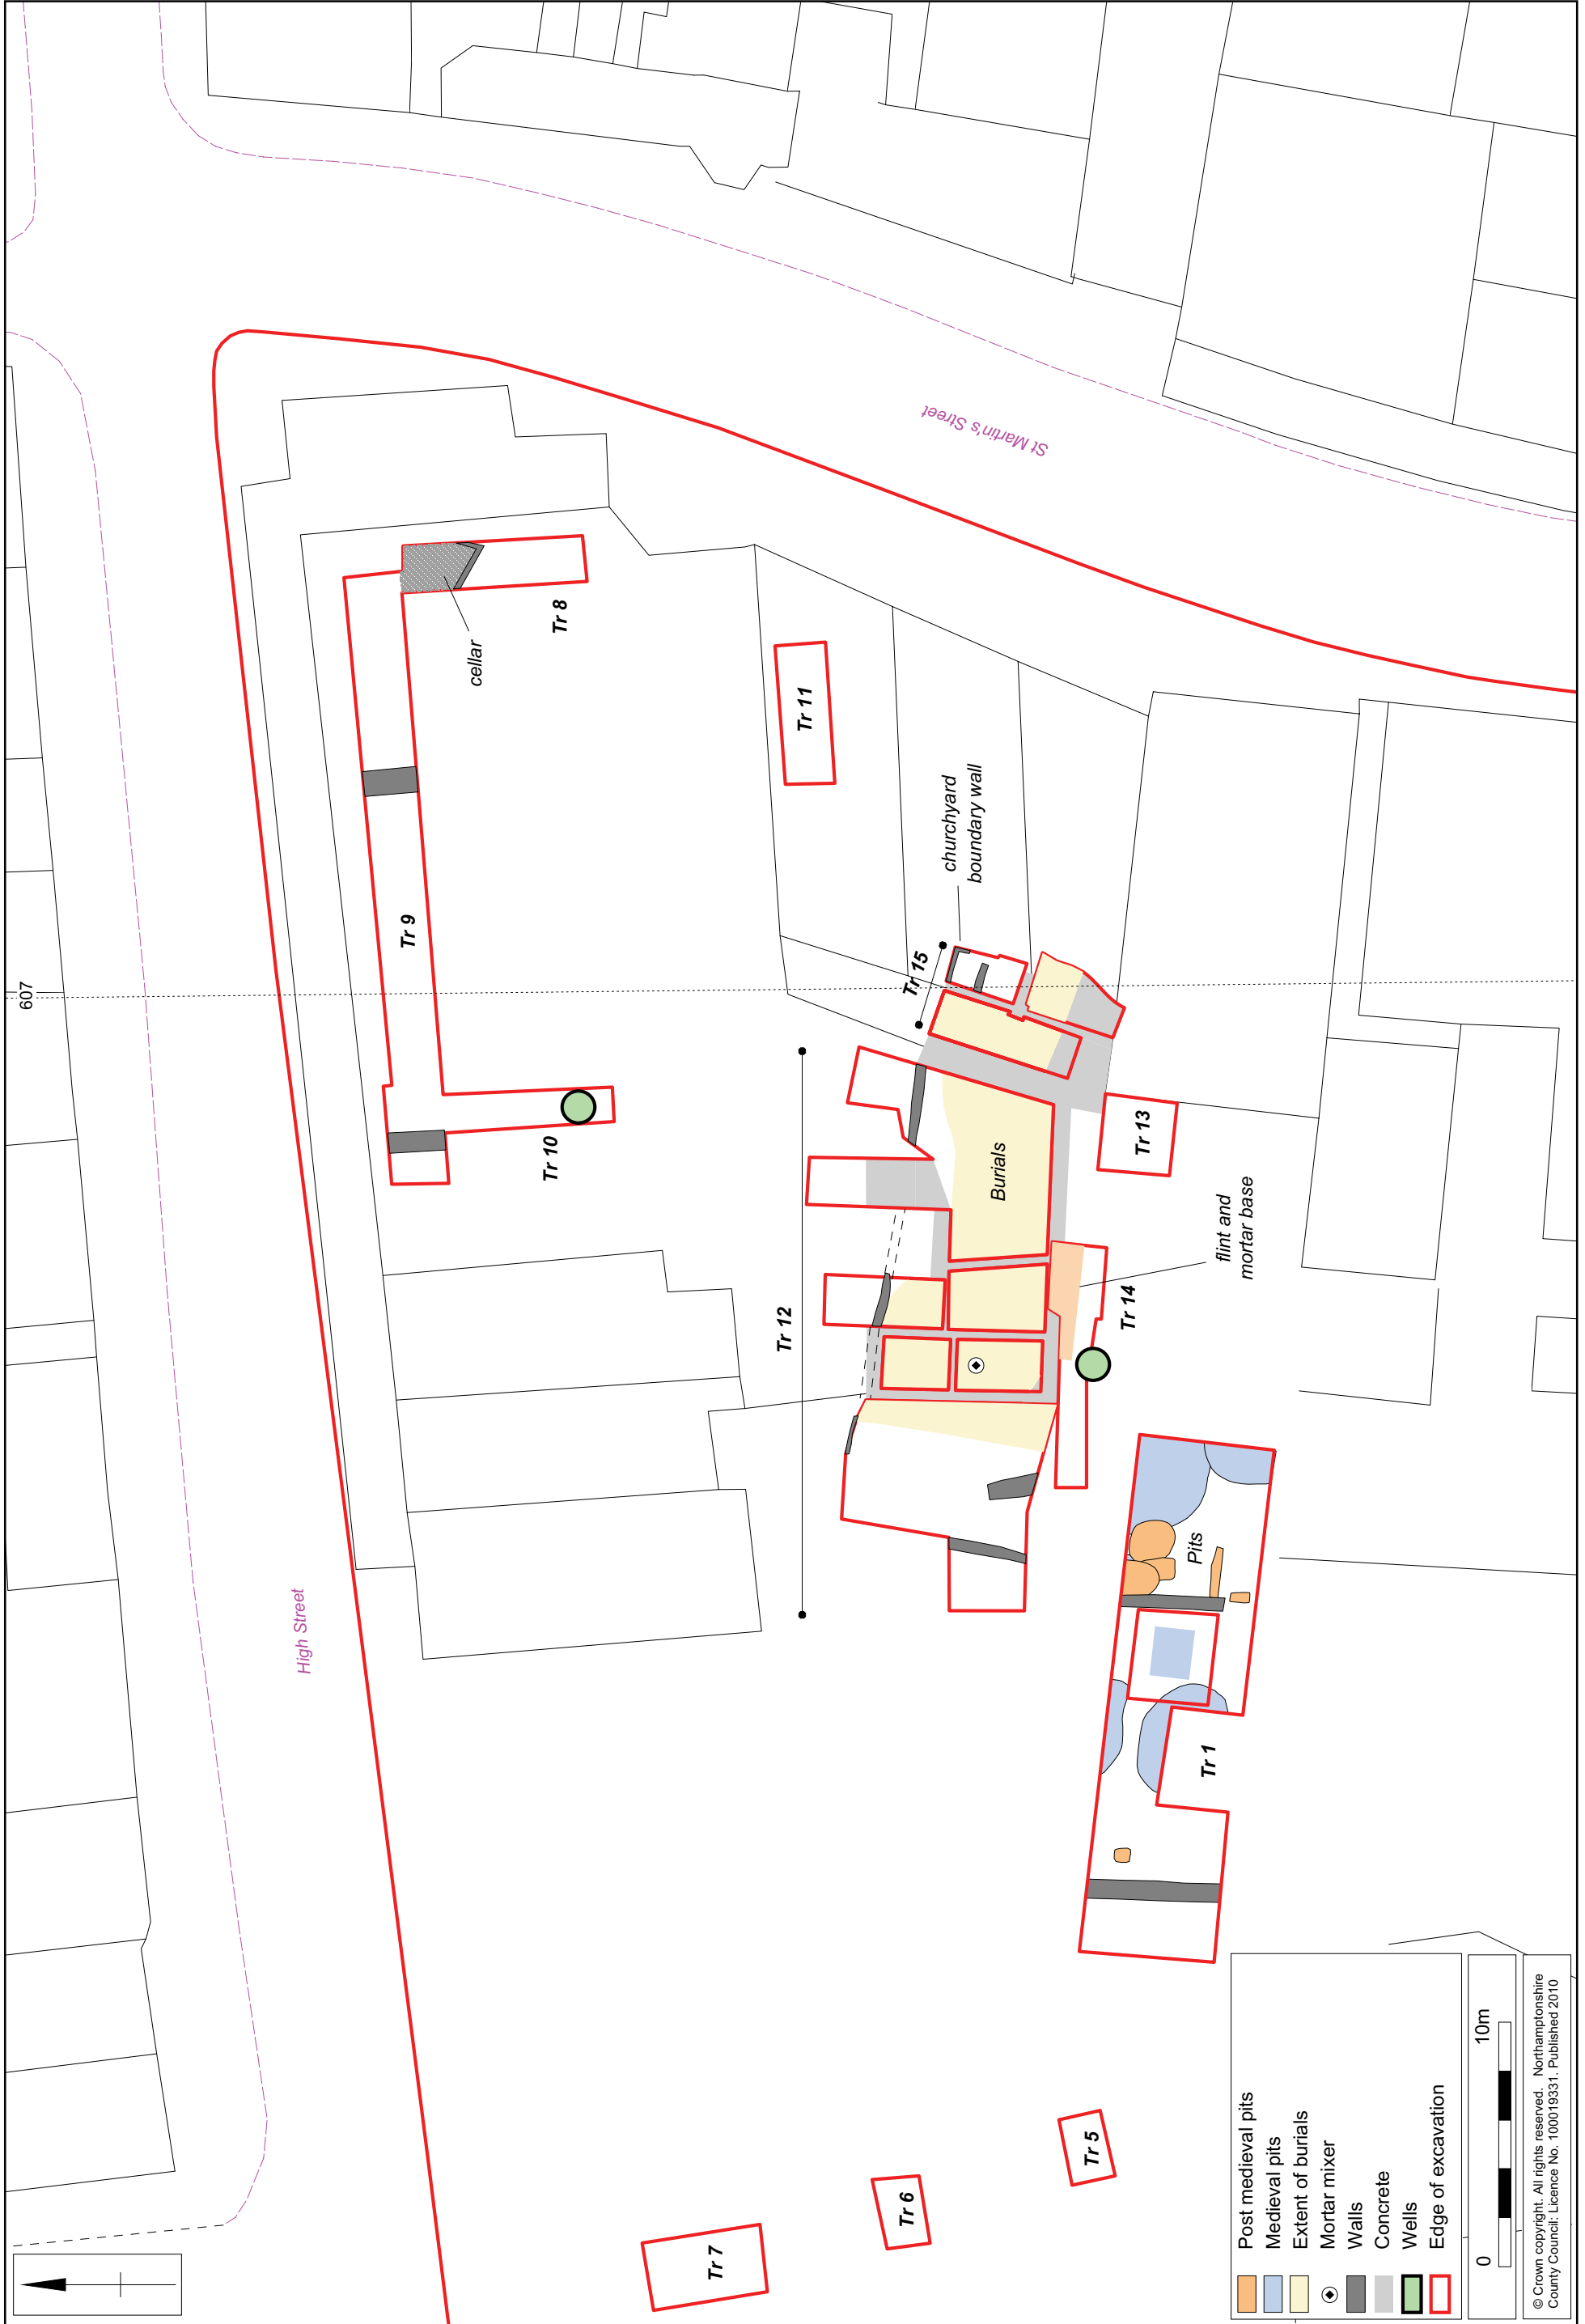 607
High Street
St Martin's Street
cellar
Tr 8
Tr 9
Tr 10
Tr 11
churchyard
boundary wall
Tr 15
Tr 12
Burials
Tr 13
flint and
mortar base
Tr 14
Pits
Tr 1
Tr 5
Tr 6
Tr 7
Post medieval pits
Medieval pits
Extent of burials
Mortar mixer
Walls
Concrete
Wells
Edge of excavation
0 10m
© Crown copyright. All rights reserved. Northamptonshire
County Council: Licence No. 100019331. Published 2010